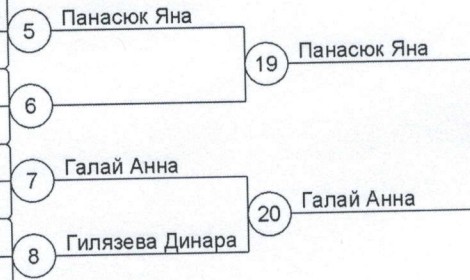 5 Панасюк Яна
19 Панасюк Яна
6
7 Галай Анна
20 Галай Анна
8 Гилязева Динара